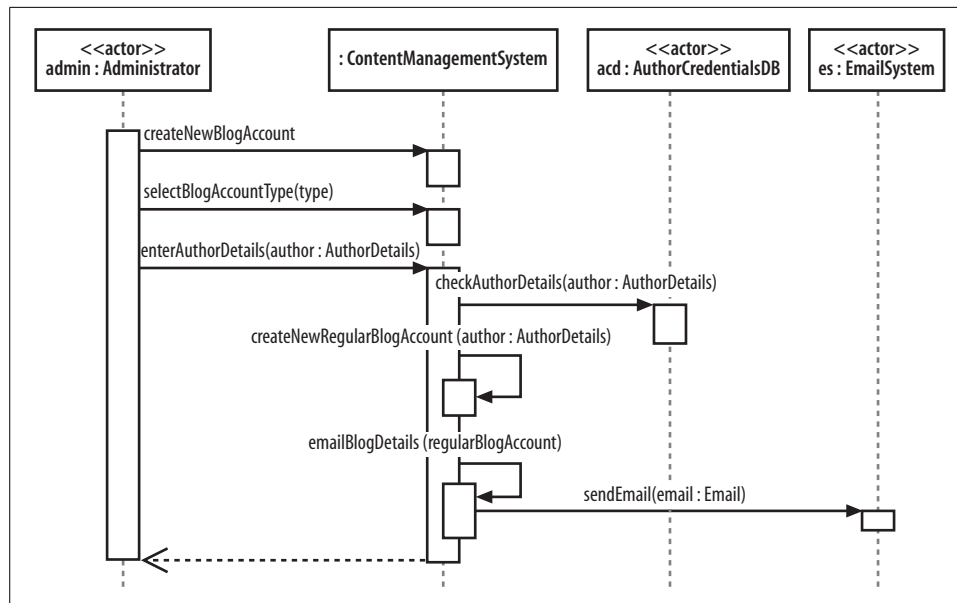 <<actor>>
admin : Administrator
: ContentManagementSystem
<<actor>>
acd : AuthorCredentialsDB
<<actor>>
es : EmailSystem
createNewBlogAccount
selectBlogAccountType(type)
enterAuthorDetails(author : AuthorDetails)
checkAuthorDetails(author : AuthorDetails)
createNewRegularBlogAccount (author : AuthorDetails)
emailBlogDetails (regularBlogAccount)
sendEmail(email : Email)